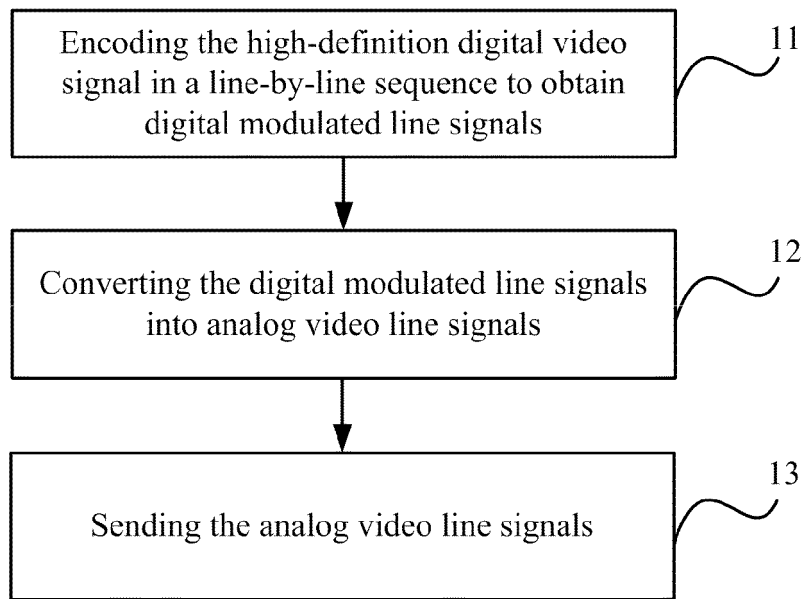 Encoding the high-definition digital video
signal in a line-by-line sequence to obtain
digital modulated line signals
11
Converting the digital modulated line signals
into analog video line signals
12
Sending the analog video line signals
13